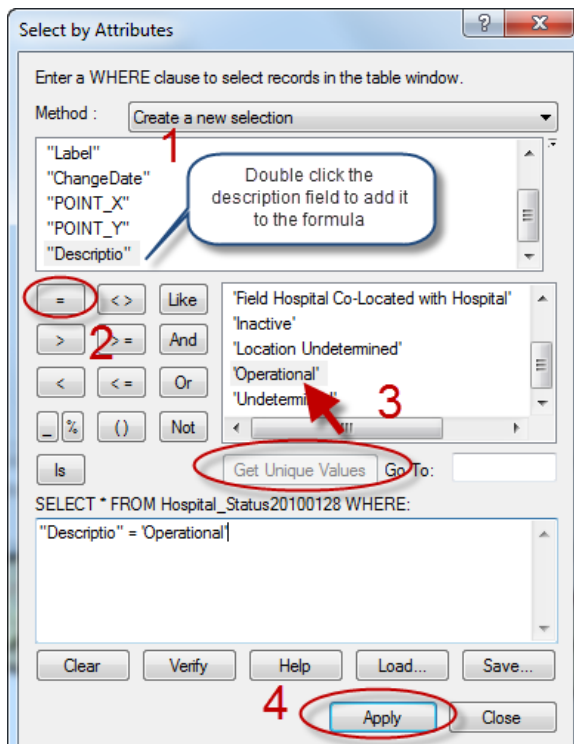 Select by Attributes
?
X
Enter a WHERE clause to select records in the table window.
Method : Create a new selection
1
"Label"
"ChangeDate"
"POINT_X"
"POINT_Y"
"Descriptio"
Double click the
description field to add it
to the formula
= < > Like
> > = And
< < = Or
_ % ( ) Not
Is
2
'Field Hospital Co-Located with Hospital'
'Inactive'
'Location Undetermined'
'Operational'
'Undetermined'
3
Get Unique Values Go To:
SELECT * FROM Hospital_Status20100128 WHERE:
"Descriptio" = 'Operational'
Clear Verify Help Load... Save...
4
Apply Close